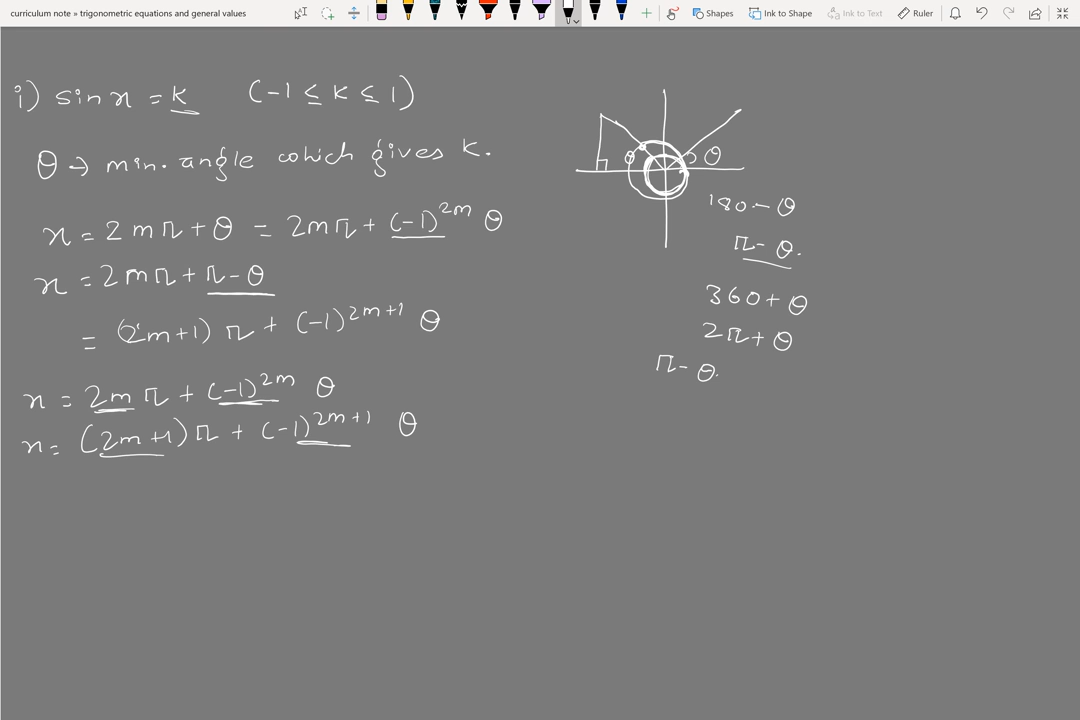 curriculum note » trigonometric equations and general values
Shapes
Ink to Shape
Ink to Text
Ruler
i) sin x = k (-1 ≤ k ≤ 1)
θ → min. angle which gives k.
x = 2mπ + θ = 2mπ + (-1)^2m θ
x = 2mπ + π - θ
= (2m+1) π + (-1)^2m+1 θ
x = 2m π + (-1)^2m θ
x = (2m+1)π + (-1)^2m+1 θ
θ
θ
180 - θ
π - θ.
360 + θ
2π + θ
π - θ.